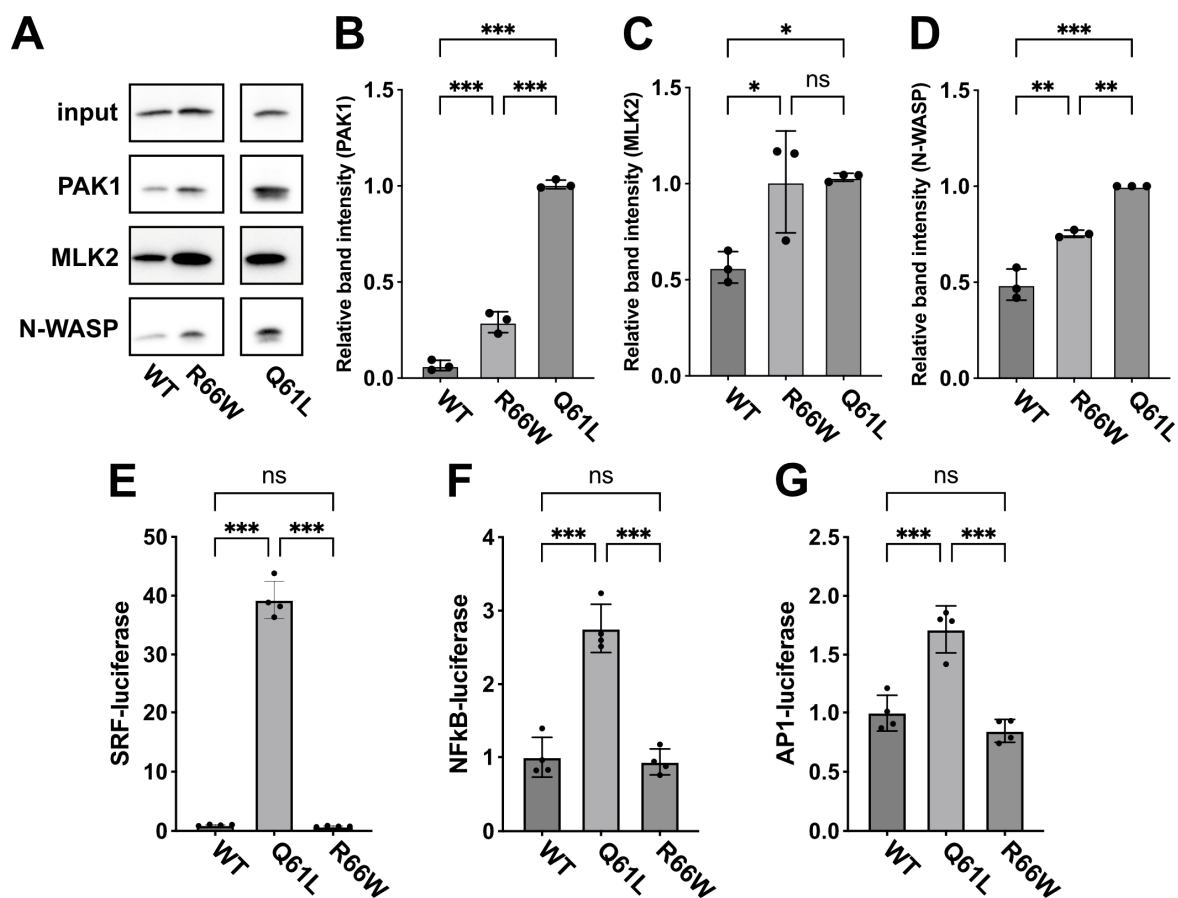 A
input
PAK1
MLK2
N-WASP
WT
R66W
Q61L
B
***
***
***
Relative band intensity (PAK1)
1.5
1.0
0.5
0.0
WT
R66W
Q61L
C
*
*
ns
Relative band intensity (MLK2)
1.5
1.0
0.5
0.0
WT
R66W
Q61L
D
***
**
**
Relative band intensity (N-WASP)
1.5
1.0
0.5
0.0
WT
R66W
Q61L
E
ns
***
***
SRF-luciferase
50
40
30
20
10
0
WT
Q61L
R66W
F
ns
***
***
NFkB-luciferase
4
3
2
1
0
WT
Q61L
R66W
G
ns
***
***
AP1-luciferase
2.5
2.0
1.5
1.0
0.5
0.0
WT
Q61L
R66W